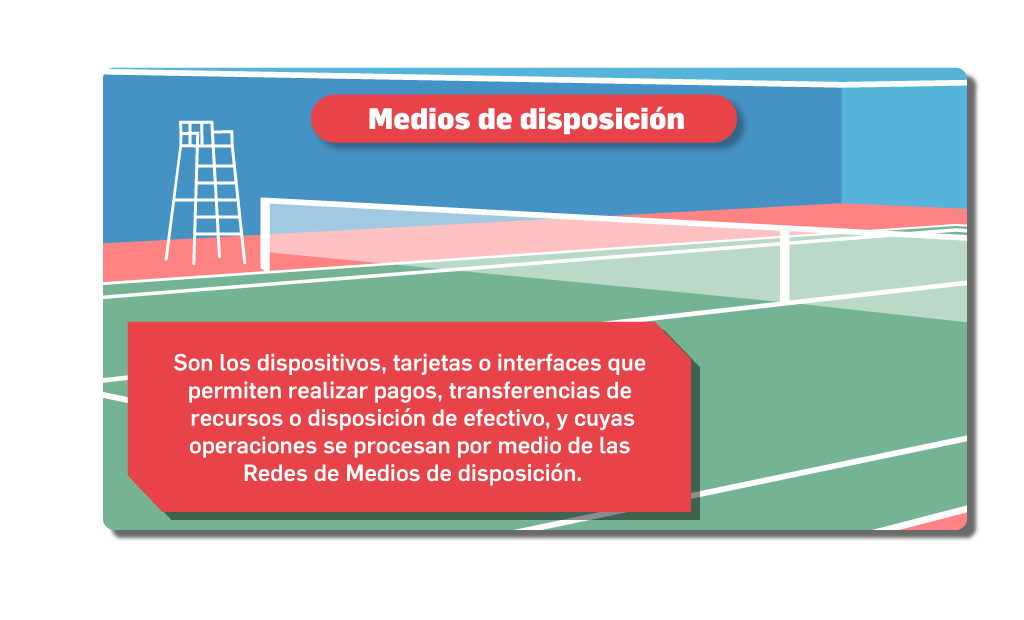 Medios de disposición
Son los dispositivos, tarjetas o interfaces que
permiten realizar pagos, transferencias de
recursos o disposición de efectivo, y cuyas
operaciones se procesan por medio de las
Redes de Medios de disposición.